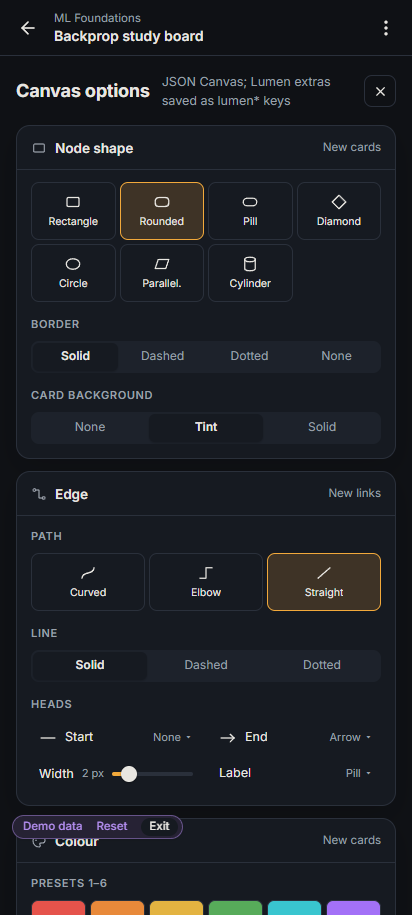 ML Foundations
Backprop study board
Canvas options
JSON Canvas; Lumen extras
saved as lumen* keys
Node shape
New cards
Rectangle
Rounded
Pill
Diamond
Circle
Parallel.
Cylinder
BORDER
Solid
Dashed
Dotted
None
CARD BACKGROUND
None
Tint
Solid
Edge
New links
PATH
Curved
Elbow
Straight
LINE
Solid
Dashed
Dotted
HEADS
Start
None
End
Arrow
Width
2 px
Label
Pill
Demo data
Reset
Exit
Colour
New cards
PRESETS 1–6